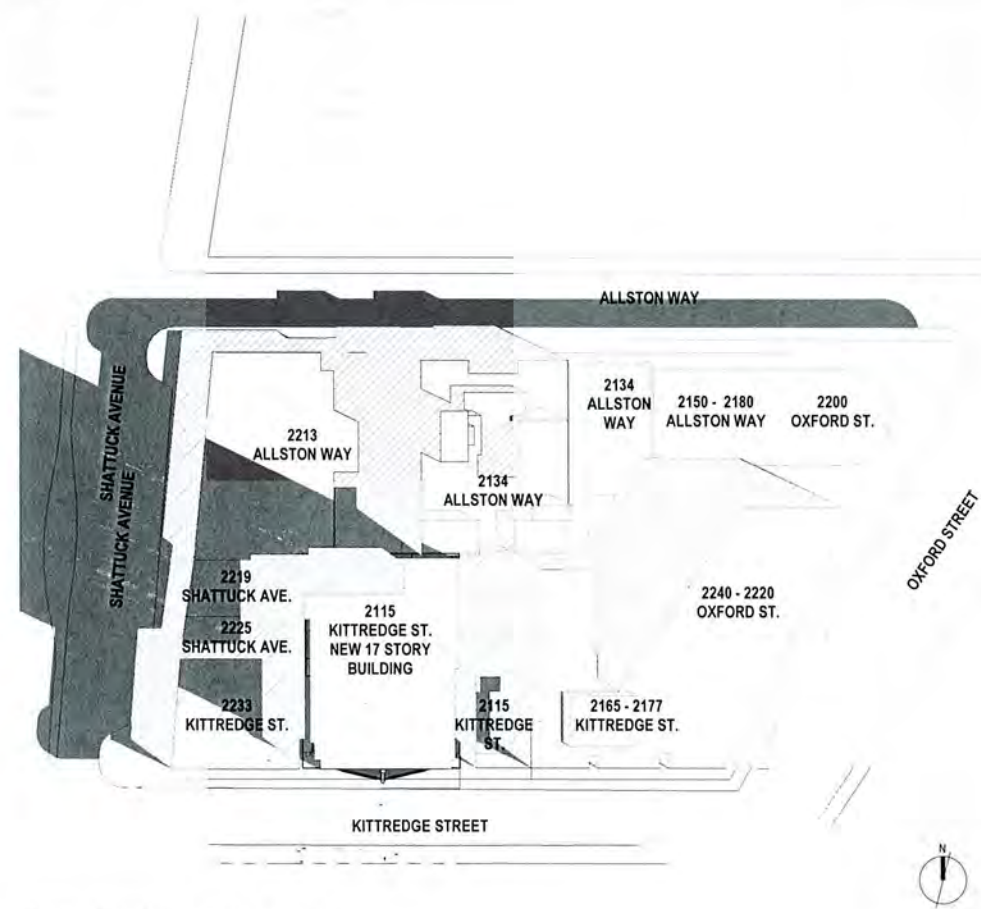 ALLSTON WAY
SHATTUCK AVENUE
SHATTUCK AVENUE
2213
ALLSTON WAY
2134
ALLSTON WAY
2134
ALLSTON
WAY
2150 - 2180
ALLSTON WAY
2200
OXFORD ST.
OXFORD STREET
2219
SHATTUCK AVE.
2225
SHATTUCK AVE.
2233
KITTREDGE ST.
2115
KITTREDGE ST.
NEW 17 STORY
BUILDING
2115
KITTREDGE
ST.
2165 - 2177
KITTREDGE ST.
2240 - 2220
OXFORD ST.
KITTREDGE STREET
N